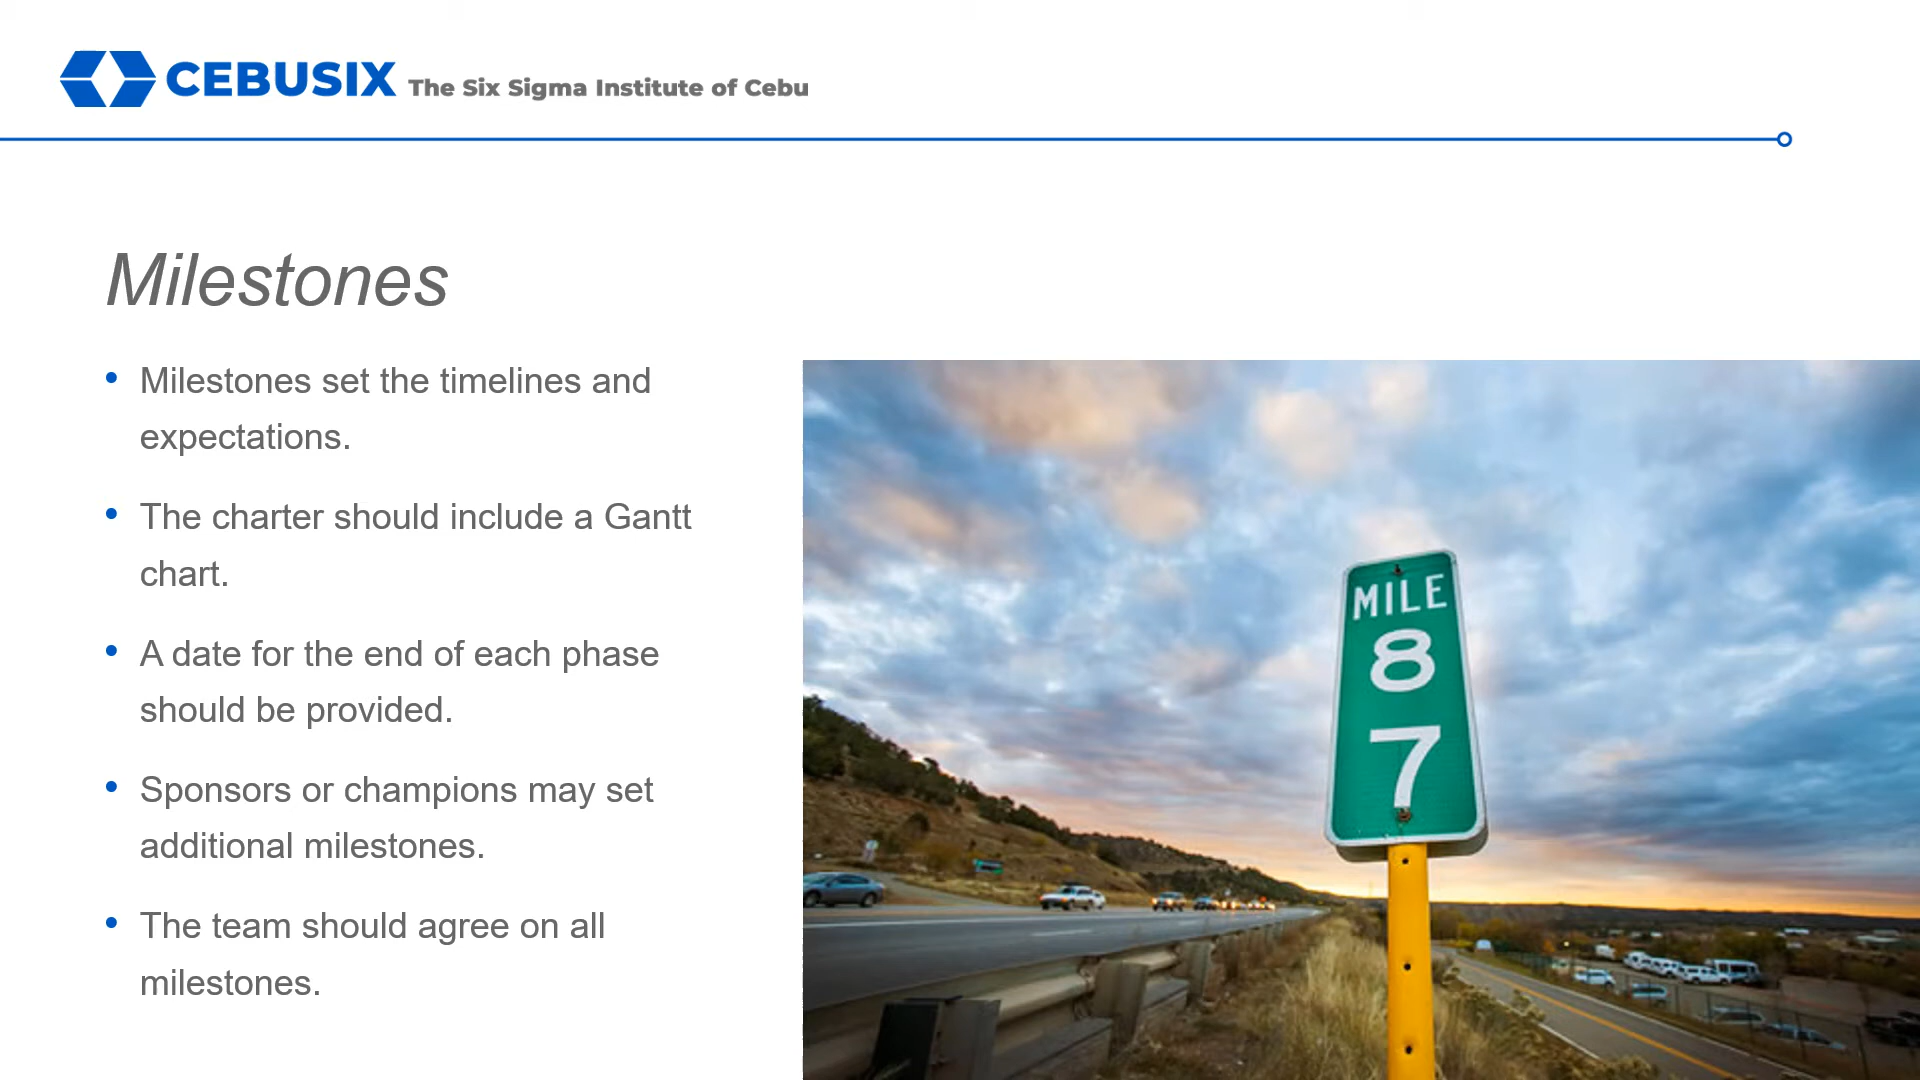 CEBUSIX The Six Sigma Institute of Cebu
Milestones
• Milestones set the timelines and
expectations.
• The charter should include a Gantt
chart.
• A date for the end of each phase
should be provided.
• Sponsors or champions may set
additional milestones.
• The team should agree on all
milestones.
MILE
8
7